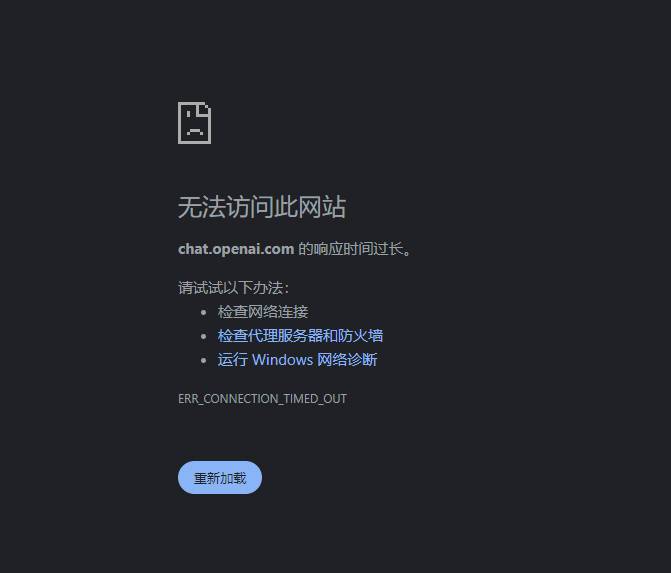 无法访问此网站
chat.openai.com 的响应时间过长。
请试试以下办法：
检查网络连接
检查代理服务器和防火墙
运行 Windows 网络诊断
ERR_CONNECTION_TIMED_OUT
重新加载